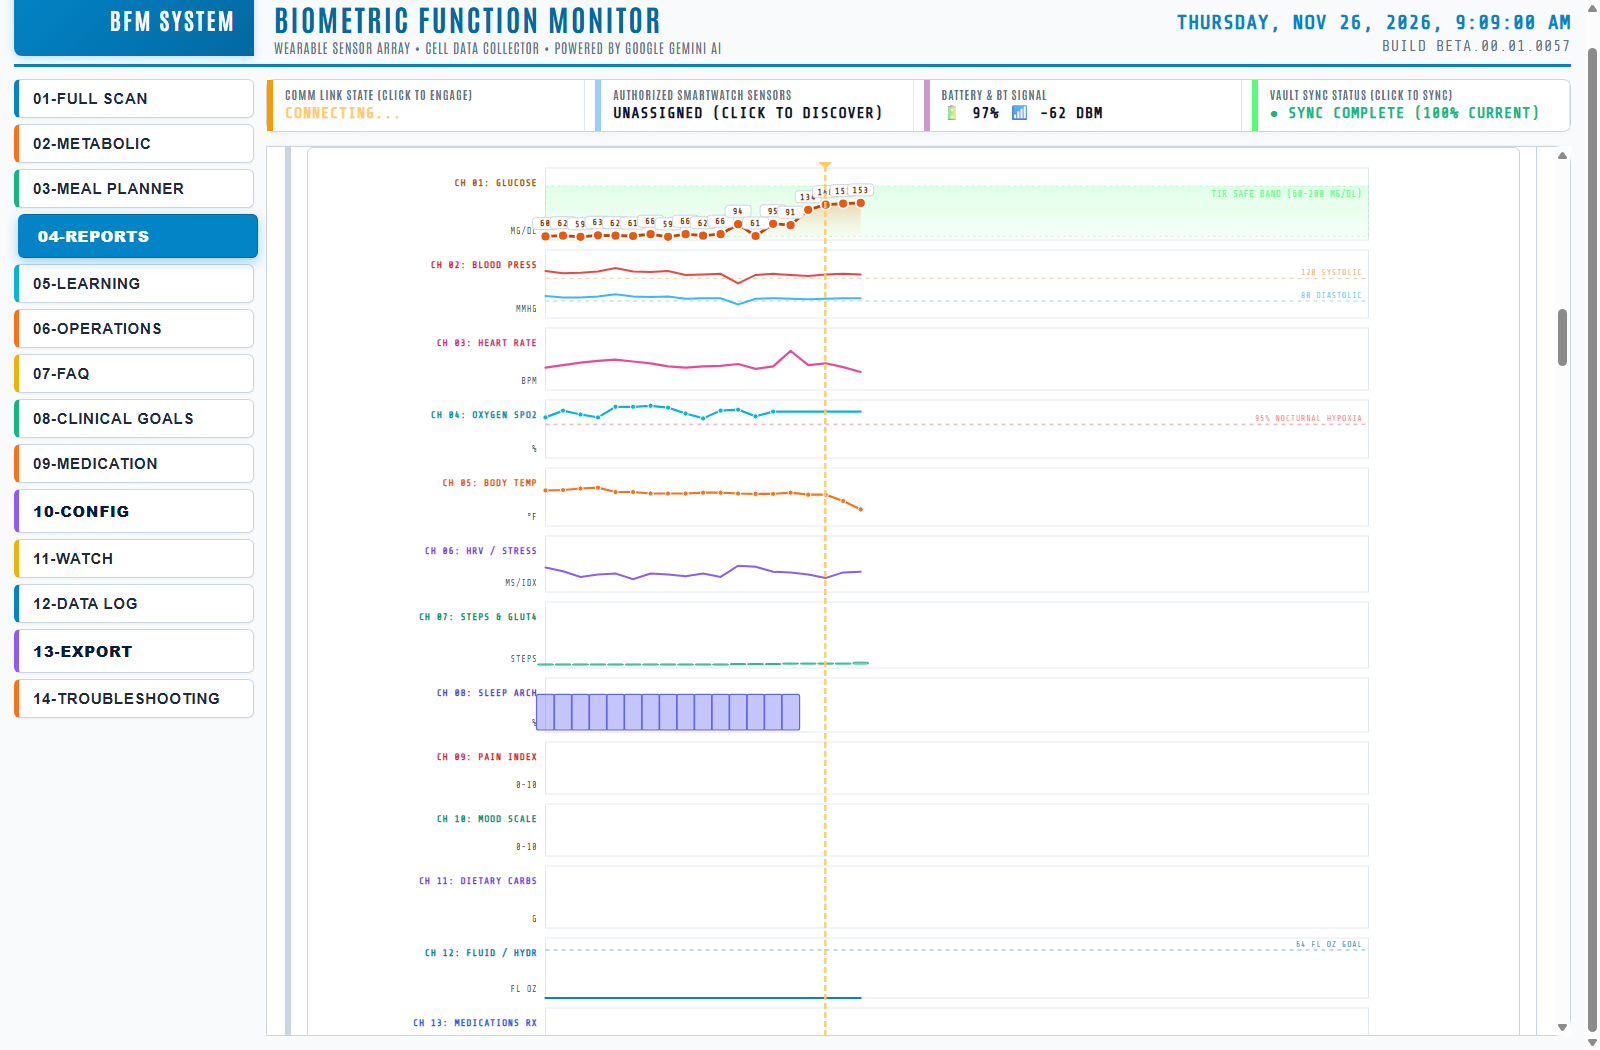 BFM SYSTEM
BIOMETRIC FUNCTION MONITOR
WEARABLE SENSOR ARRAY • CELL DATA COLLECTOR • POWERED BY GOOGLE GEMINI AI
THURSDAY, NOV 26, 2026, 9:09:00 AM
BUILD BETA.00.01.0057
01-FULL SCAN
02-METABOLIC
03-MEAL PLANNER
04-REPORTS
05-LEARNING
06-OPERATIONS
07-FAQ
08-CLINICAL GOALS
09-MEDICATION
10-CONFIG
11-WATCH
12-DATA LOG
13-EXPORT
14-TROUBLESHOOTING
COMM LINK STATE (CLICK TO ENGAGE)
CONNECTING...
AUTHORIZED SMARTWATCH SENSORS
UNASSIGNED (CLICK TO DISCOVER)
BATTERY & BT SIGNAL
97% -62 DBM
VAULT SYNC STATUS (CLICK TO SYNC)
● SYNC COMPLETE (100% CURRENT)
CH 01: GLUCOSE
MG/DL
TIR SAFE BAND (60-200 MG/DL)
60 62 59 63 62 61 66 59 66 62 66 94 61 95 91 134 153
CH 02: BLOOD PRESS
MMHG
120 SYSTOLIC
80 DIASTOLIC
CH 03: HEART RATE
BPM
CH 04: OXYGEN SPO2
%
95% NOCTURNAL HYPOXIA
CH 05: BODY TEMP
°F
CH 06: HRV / STRESS
MS/IDX
CH 07: STEPS & GLUT4
STEPS
CH 08: SLEEP ARCH
%
CH 09: PAIN INDEX
0-10
CH 10: MOOD SCALE
0-10
CH 11: DIETARY CARBS
G
CH 12: FLUID / HYDR
FL OZ
64 FL OZ GOAL
CH 13: MEDICATIONS RX